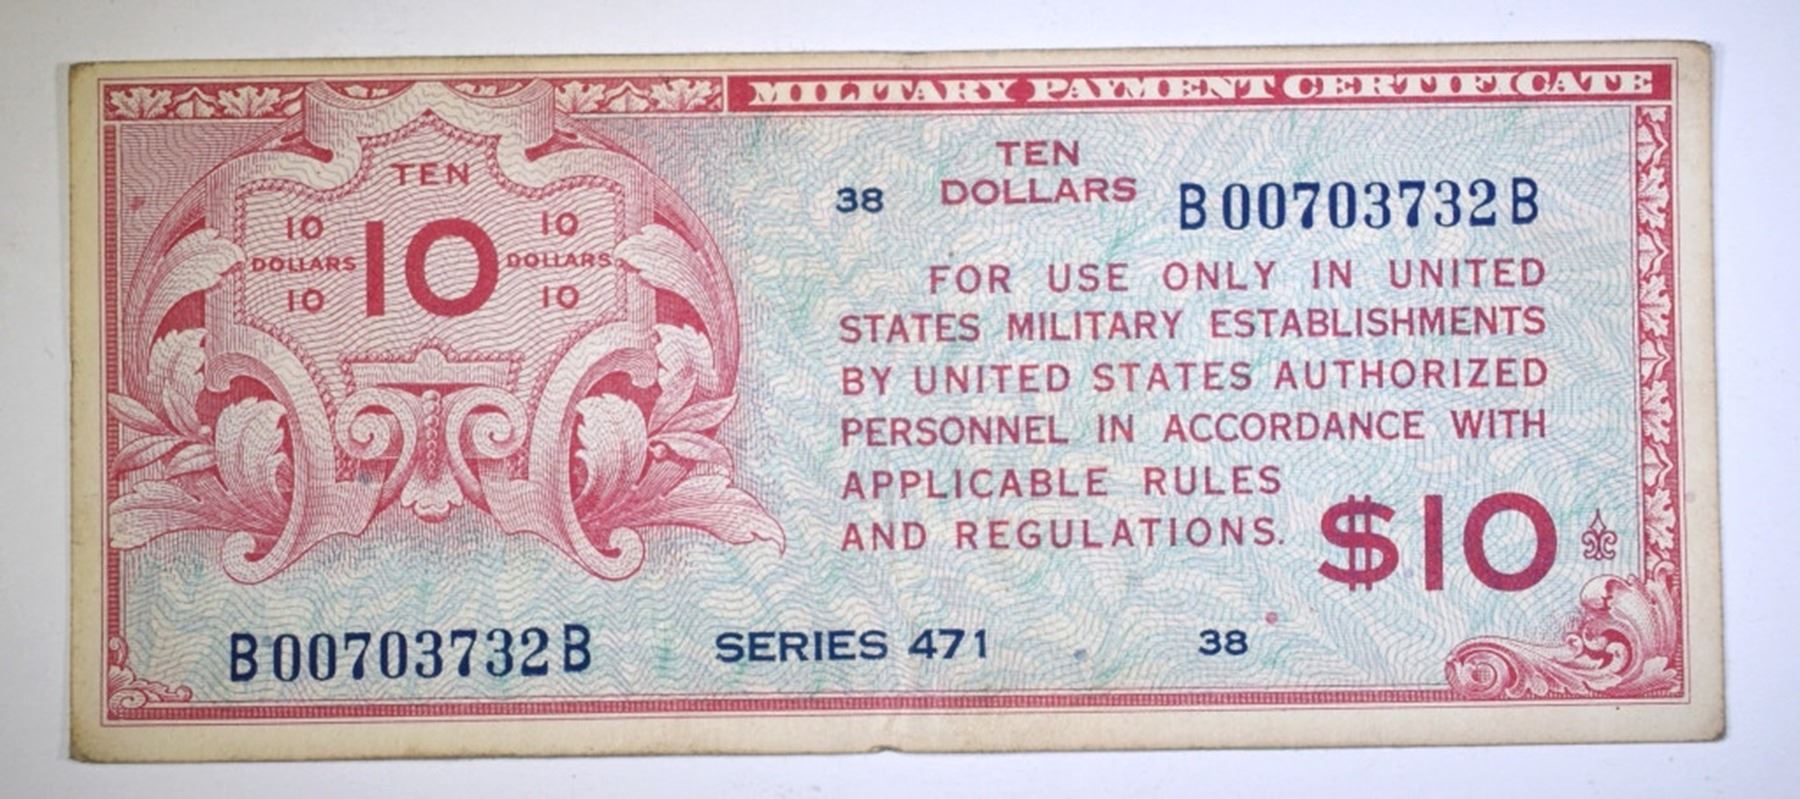 MILITARY PAYMENT CERTIFICATE
TEN
10 10
DOLLARS 10 DOLLARS
10 10
TEN
DOLLARS
38
B00703732B
FOR USE ONLY IN UNITED
STATES MILITARY ESTABLISHMENTS
BY UNITED STATES AUTHORIZED
PERSONNEL IN ACCORDANCE WITH
APPLICABLE RULES
AND REGULATIONS.
$10
B00703732B SERIES 471 38